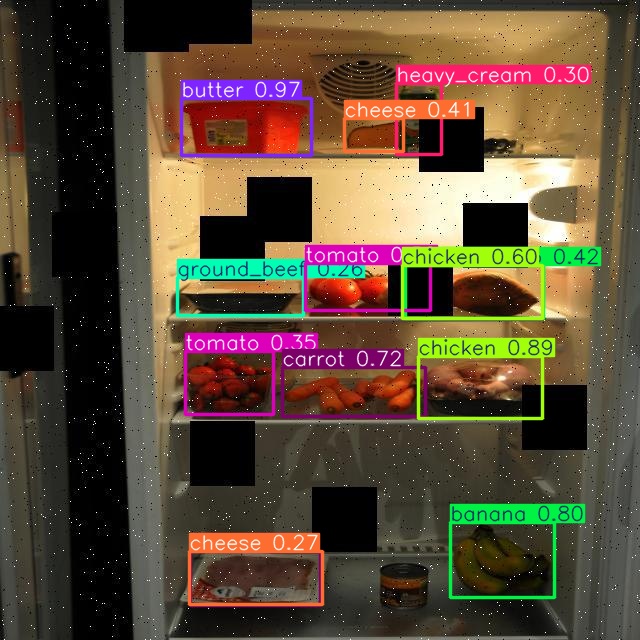 butter 0.97
heavy_cream 0.30
cheese 0.41
ground_beef 0.26
tomato
chicken 0.60
0.42
tomato 0.35
carrot 0.72
chicken 0.89
banana 0.80
cheese 0.27